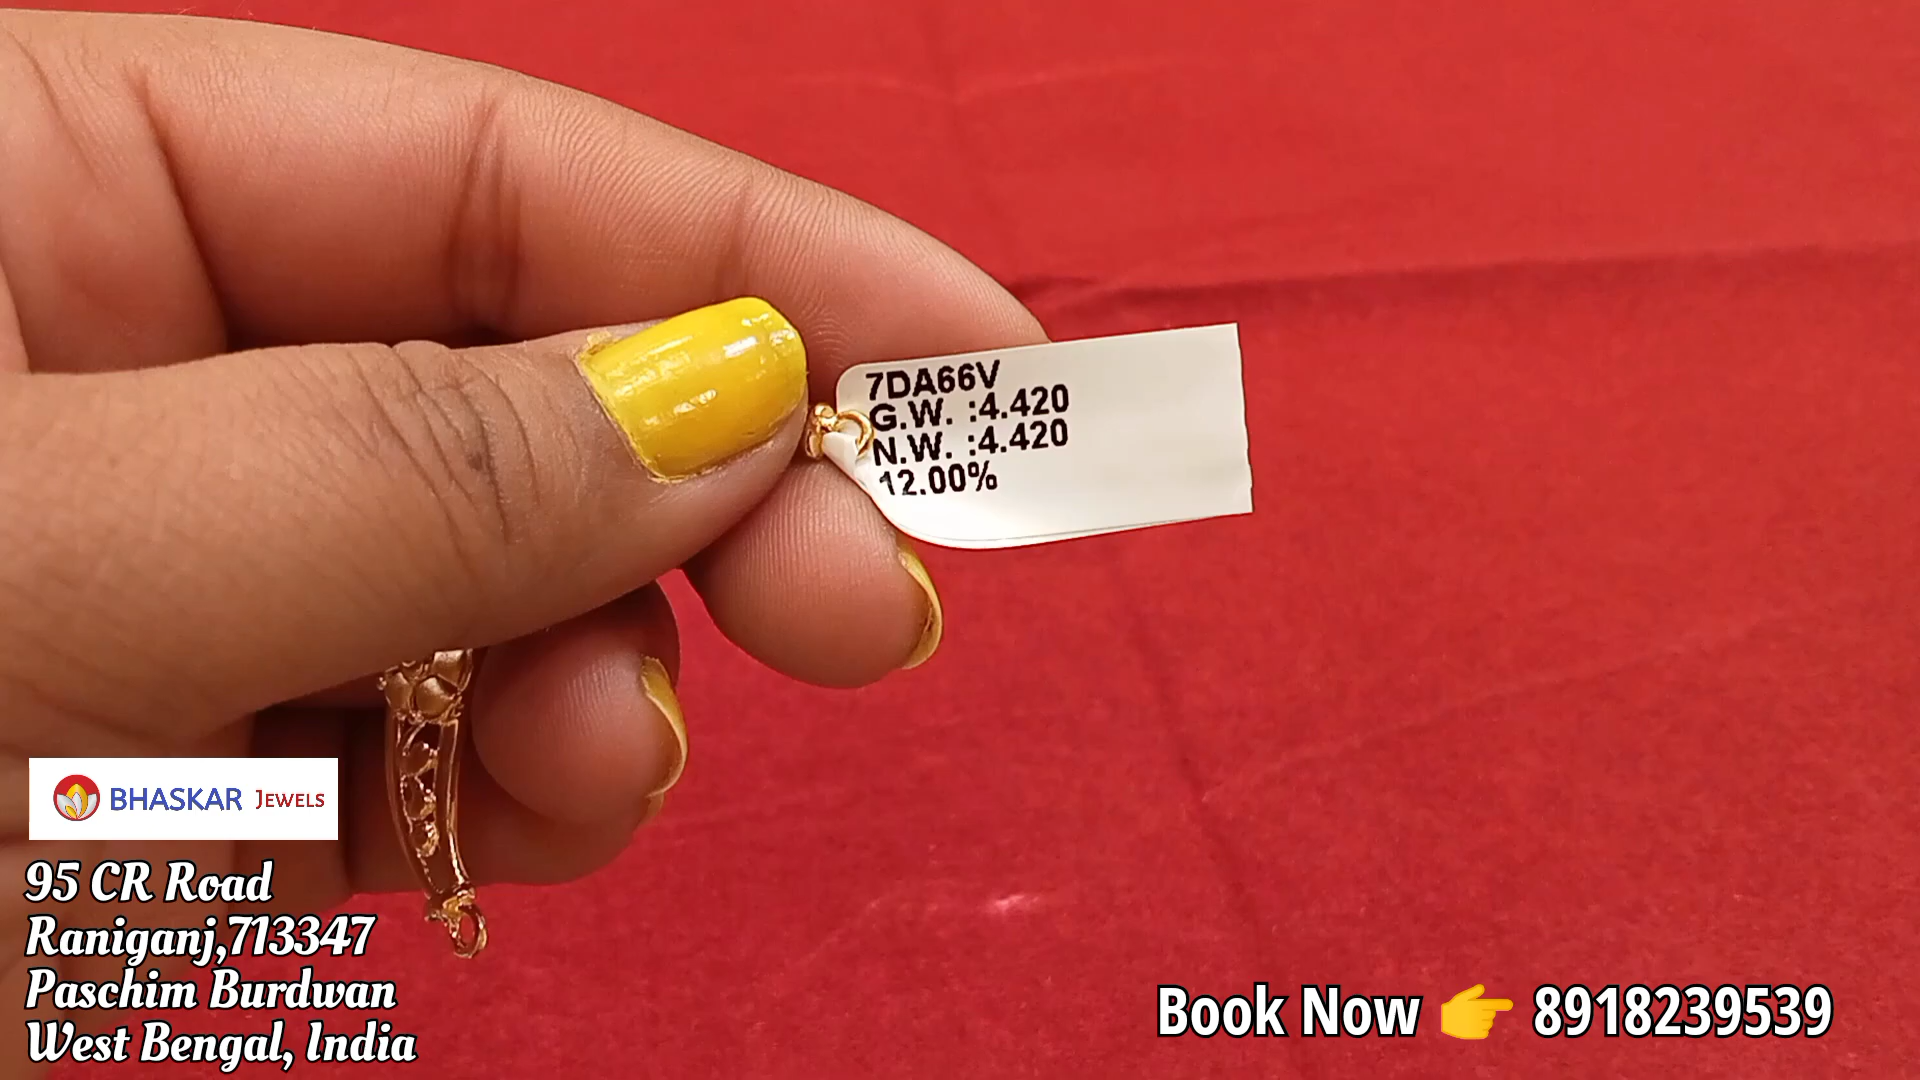 7DA66V
G.W. :4.420
N.W. :4.420
12.00%
BHASKAR JEWELS
95 CR Road
Raniganj,713347
Paschim Burdwan
West Bengal, India
Book Now 👉 8918239539